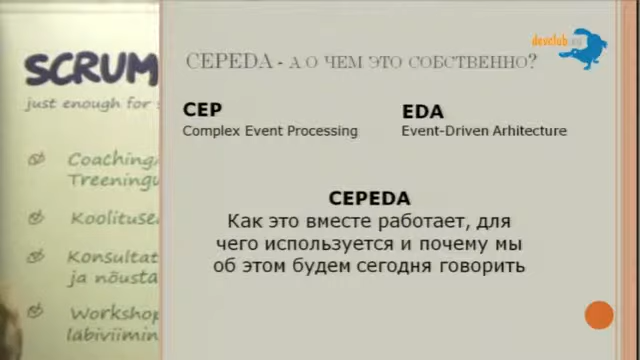 devclub.eu
SCRUM
just enough for
Coaching
Treening
Koolituse
Konsultat
ja nõusta
Workshop
läbiviimin
CEPEDA - А О ЧЕМ ЭТО СОБСТВЕННО?
CEP
Complex Event Processing
EDA
Event-Driven Arhitecture
CEPEDA
Как это вместе работает, для
чего используется и почему мы
об этом будем сегодня говорить